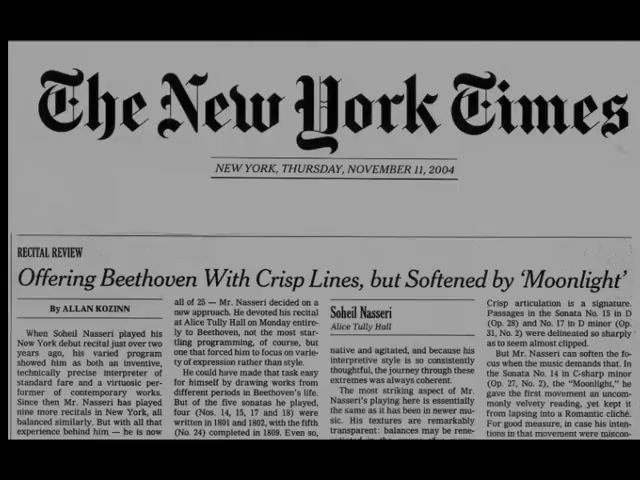 The New York Times
NEW YORK, THURSDAY, NOVEMBER 11, 2004
RECITAL REVIEW
Offering Beethoven With Crisp Lines, but Softened by ‘Moonlight’
By ALLAN KOZINN
When Soheil Nasseri played his
New York debut recital just over two
years ago, his varied program
showed him as both an inventive,
technically precise interpreter of
standard fare and a virtuosic per-
former of contemporary works.
Since then Mr. Nasseri has played
nine more recitals in New York, all
balanced similarly. But with all that
experience behind him — he is now
all of 25 — Mr. Nasseri decided on a
new approach. He devoted his recital
at Alice Tully Hall on Monday entire-
ly to Beethoven, not the most star-
tling programming, of course, but
one that forced him to focus on varie-
ty of expression rather than style.
He could have made that task easy
for himself by drawing works from
different periods in Beethoven's life.
But of the five sonatas he played,
four (Nos. 14, 15, 17 and 18) were
written in 1801 and 1802, with the fifth
(No. 24) completed in 1809. Even so,
Soheil Nasseri
Alice Tully Hall
native and agitated, and because his
interpretive style is so consistently
thoughtful, the journey through these
extremes was always coherent.
The most striking aspect of Mr.
Nasseri's playing here is essentially
the same as it has been in newer mu-
sic. His textures are remarkably
transparent: balances may be rene-
Crisp articulation is a signature.
Passages in the Sonata No. 15 in D
(Op. 28) and No. 17 in D minor (Op.
31, No. 2) were delineated so sharply
as to seem almost clipped.
But Mr. Nasseri can soften the fo-
cus when the music demands that. In
the Sonata No. 14 in C-sharp minor
(Op. 27, No. 2), the “Moonlight,” he
gave the first movement an uncom-
monly velvety reading, yet kept it
from lapsing into a Romantic cliché.
For good measure, in case his inten-
tions in that movement were miscon-